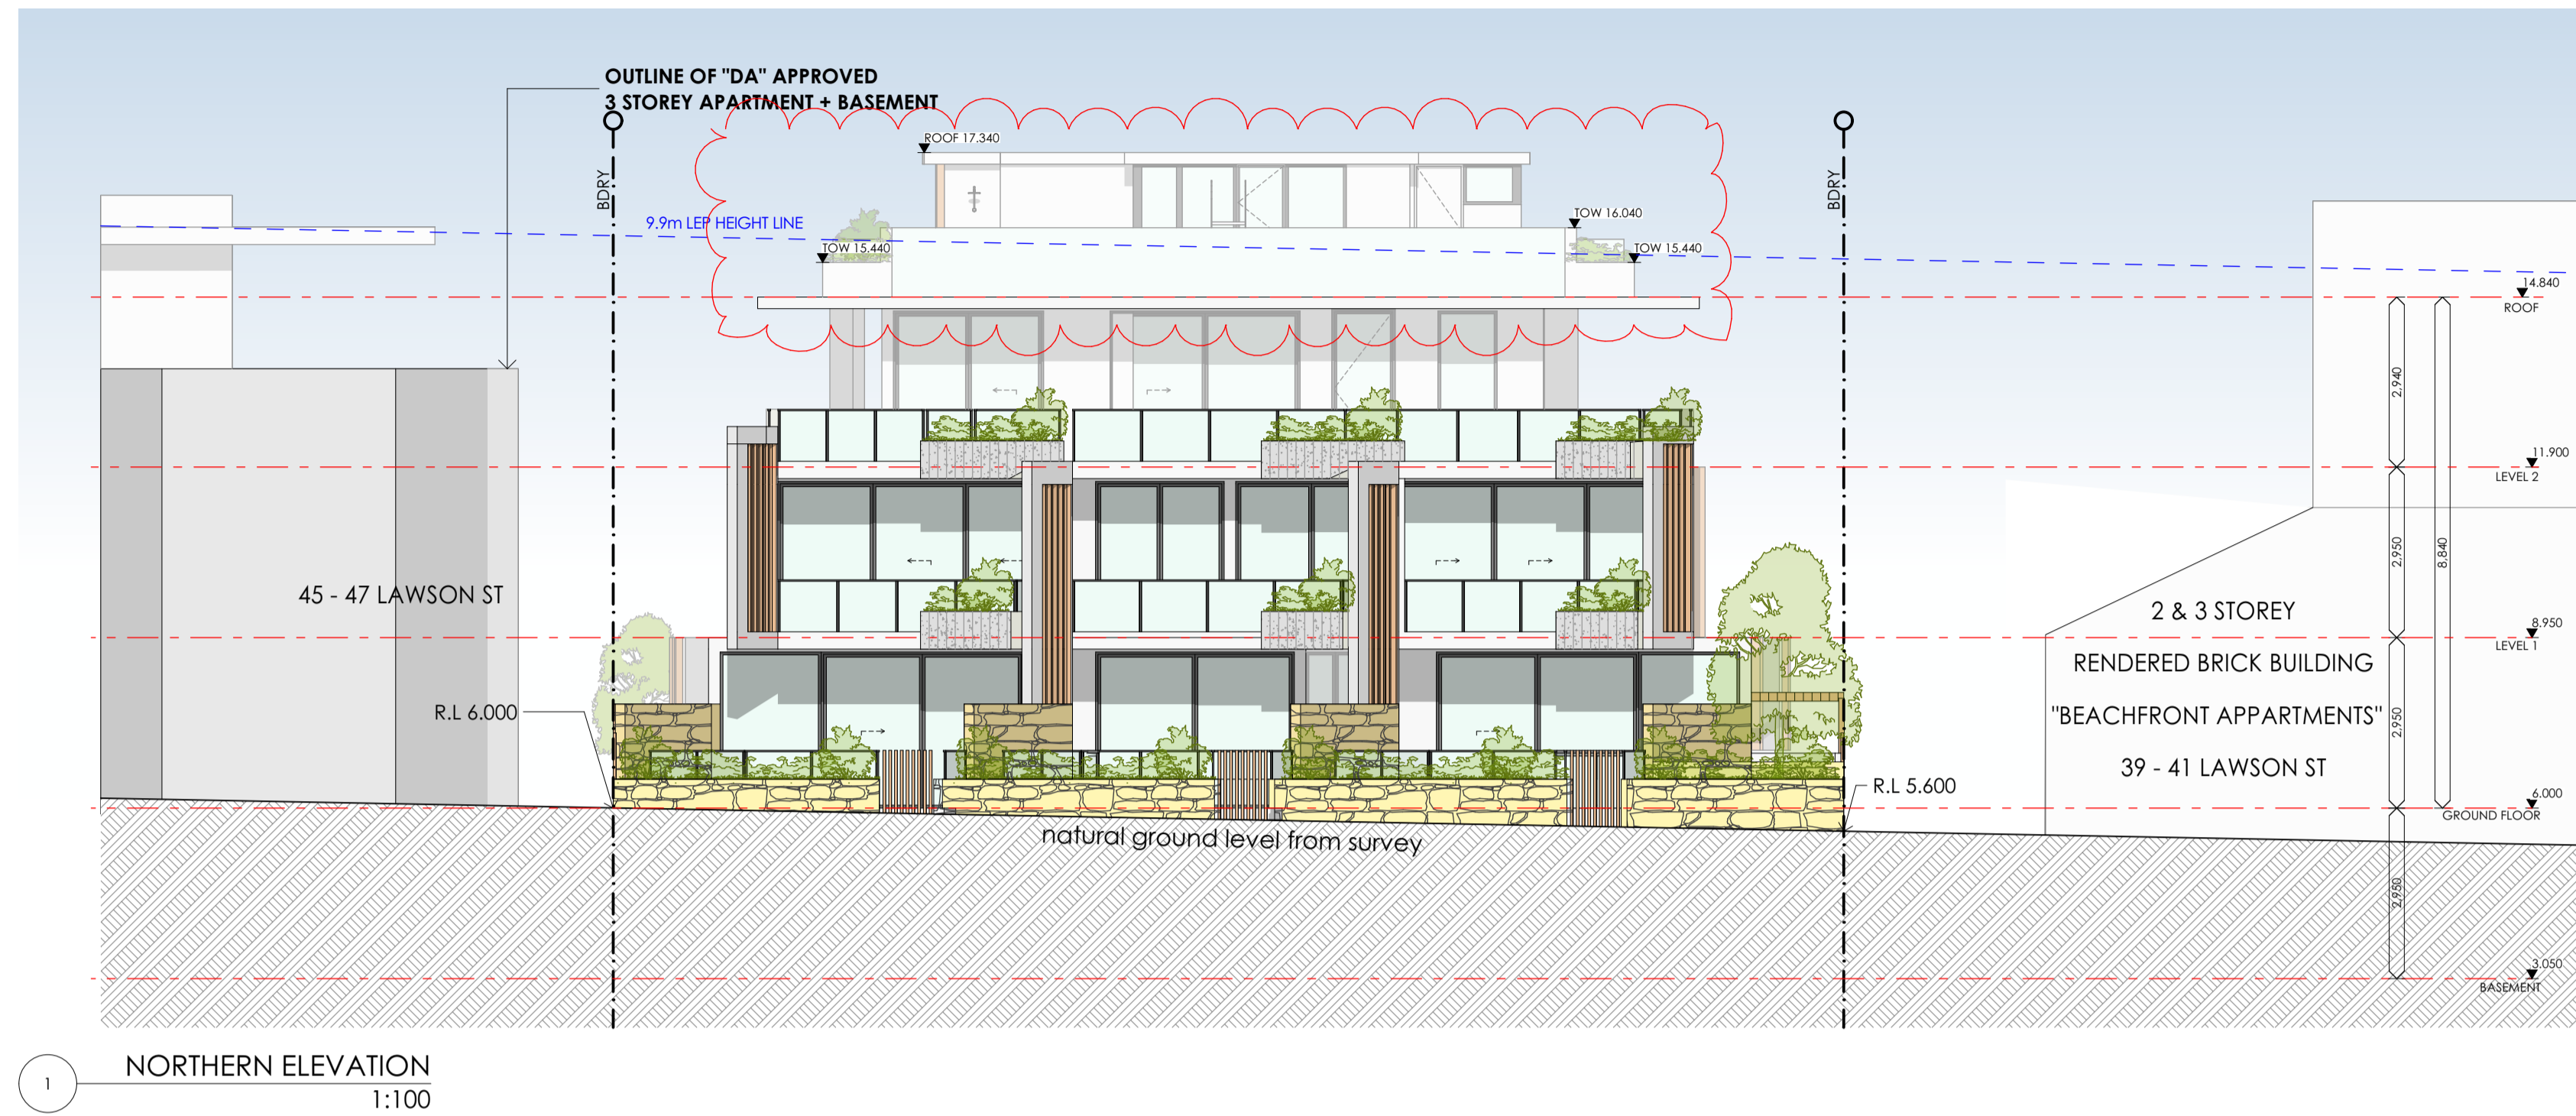 OUTLINE OF "DA" APPROVED
3 STOREY APARTMENT + BASEMENT
BDRY
BDRY
ROOF 17.340
9.9m LEP HEIGHT LINE
TOW 16.040
TOW 15.440
TOW 15.440
14.840
ROOF
2,940
11.900
LEVEL 2
2,950
8,840
8.950
LEVEL 1
45 - 47 LAWSON ST
2 & 3 STOREY
RENDERED BRICK BUILDING
"BEACHFRONT APPARTMENTS"
39 - 41 LAWSON ST
2,950
R.L 6.000
R.L 5.600
6.000
GROUND FLOOR
natural ground level from survey
2,950
3.050
BASEMENT
1
NORTHERN ELEVATION
1:100